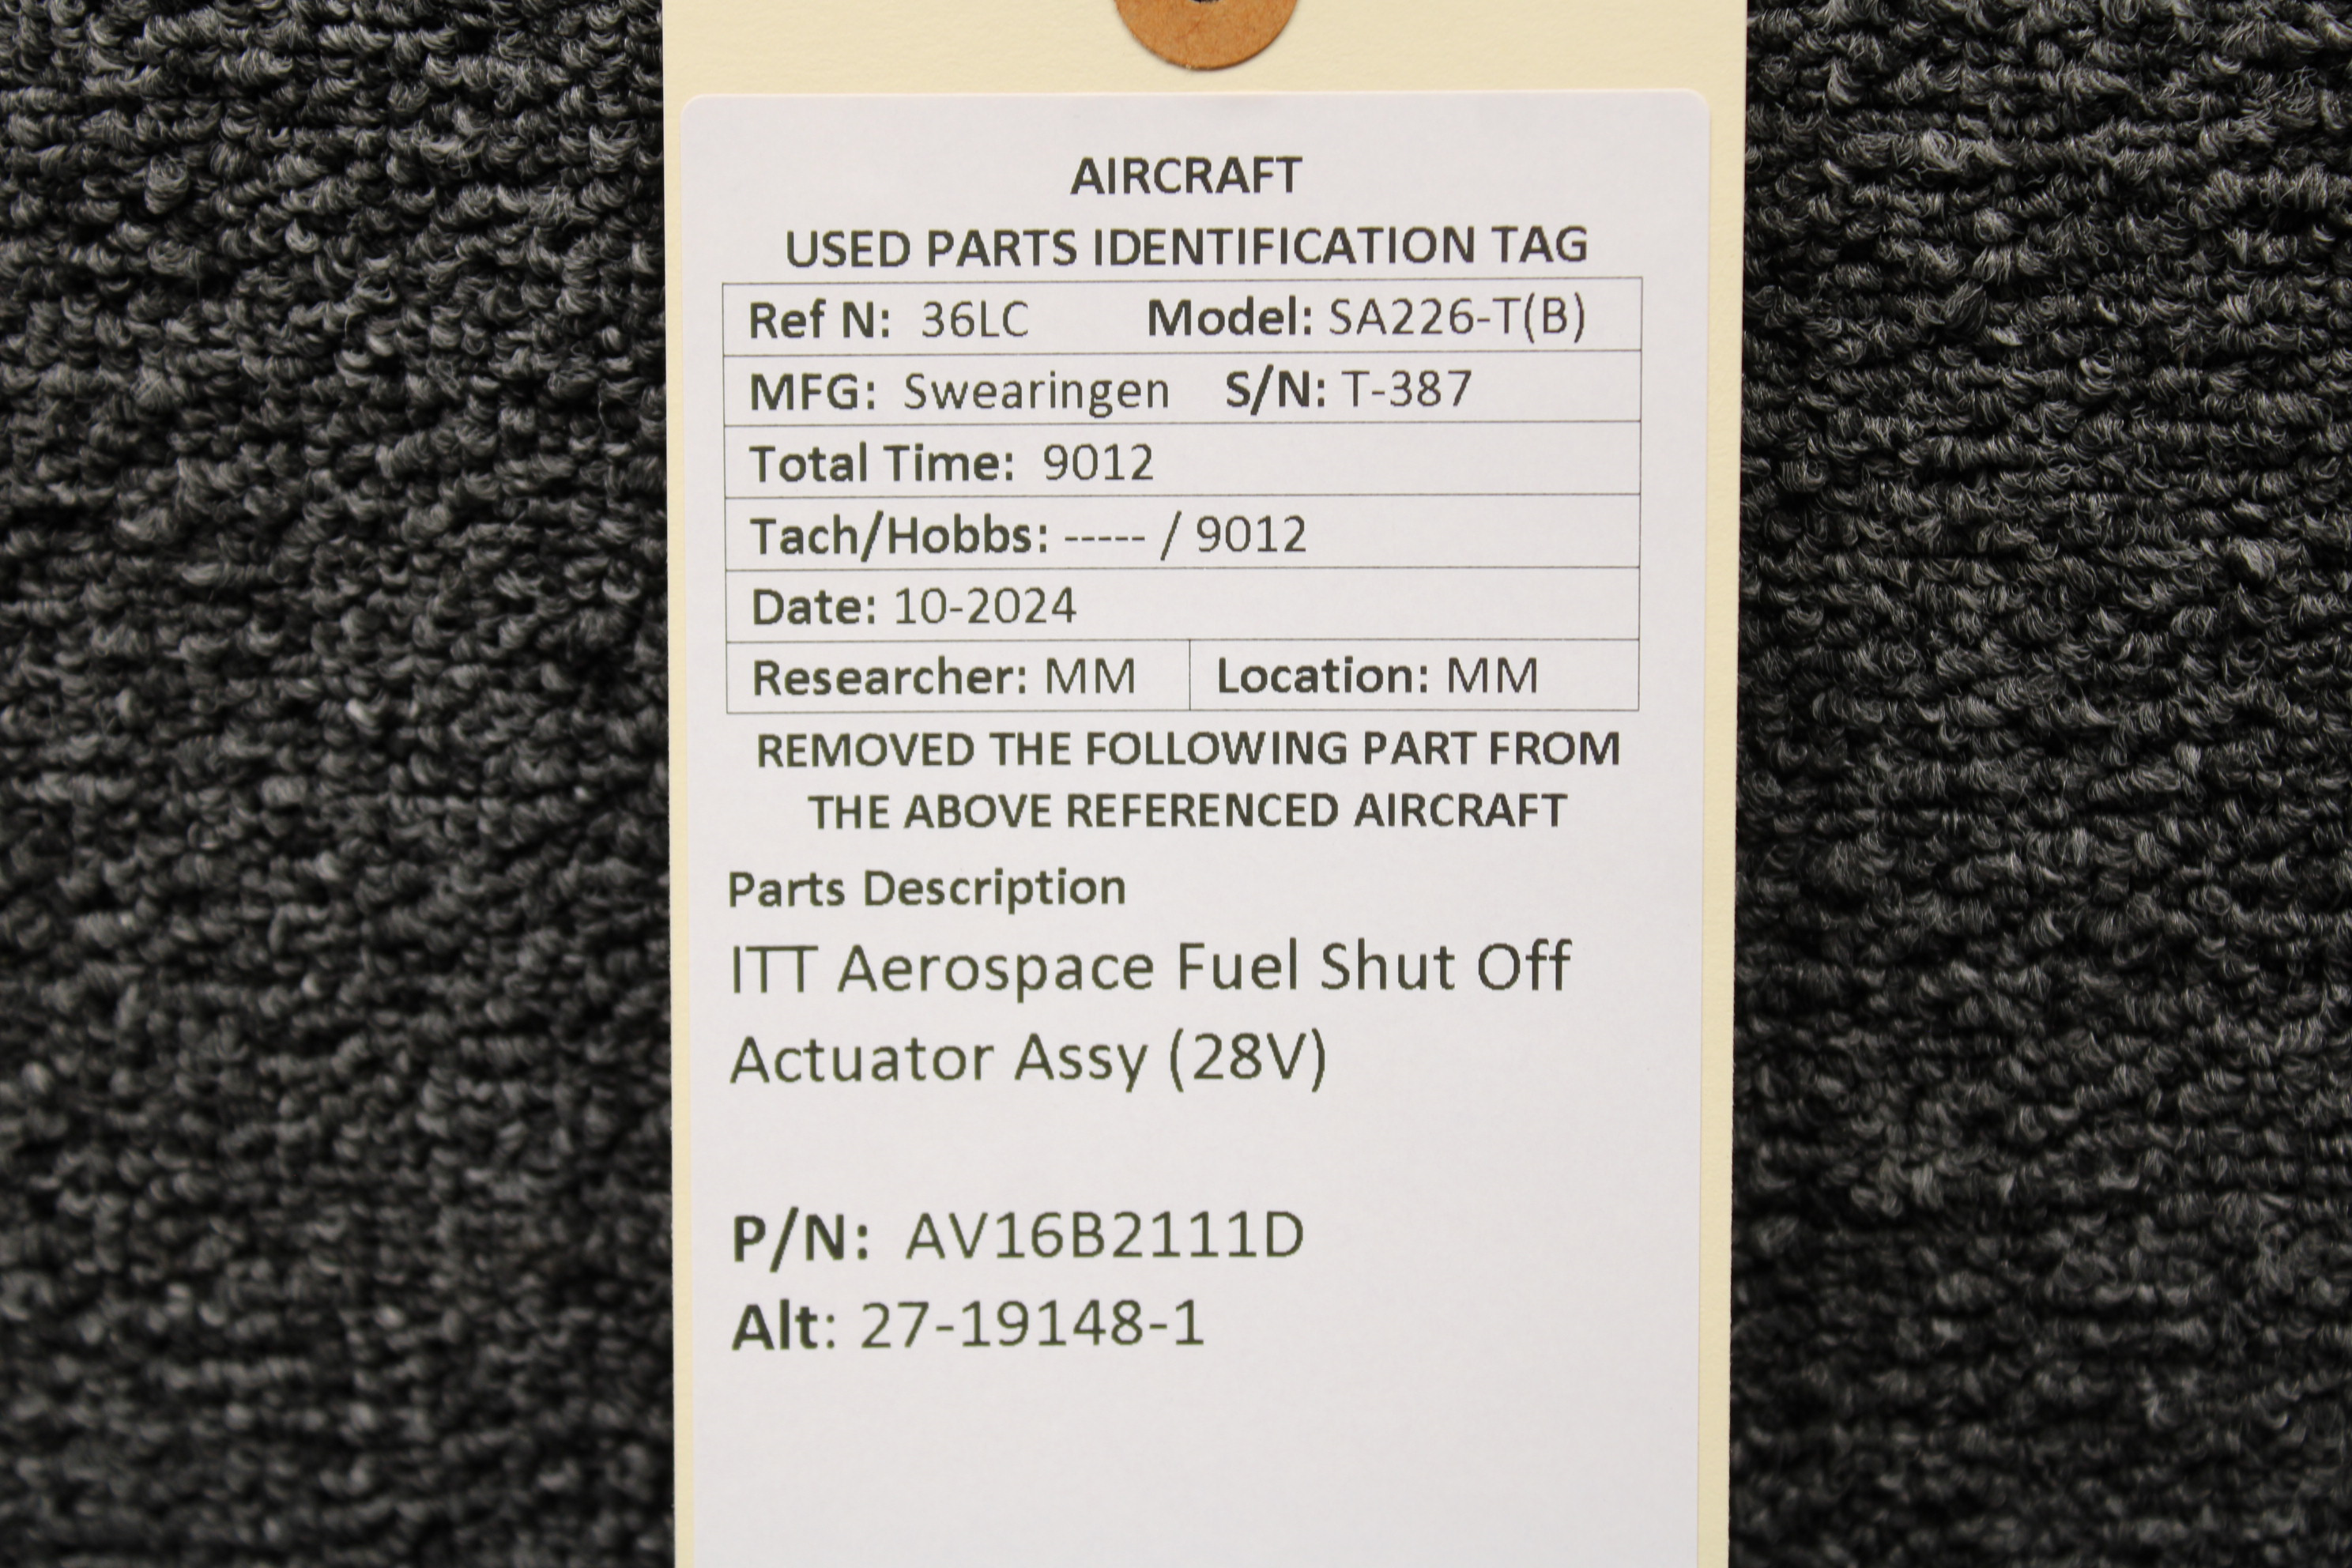 AIRCRAFT
USED PARTS IDENTIFICATION TAG
Ref N: 36LC Model: SA226-T(B)
MFG: Swearingen S/N: T-387
Total Time: 9012
Tach/Hobbs: ----- / 9012
Date: 10-2024
Researcher: MM Location: MM
REMOVED THE FOLLOWING PART FROM
THE ABOVE REFERENCED AIRCRAFT
Parts Description
ITT Aerospace Fuel Shut Off
Actuator Assy (28V)
P/N: AV16B2111D
Alt: 27-19148-1